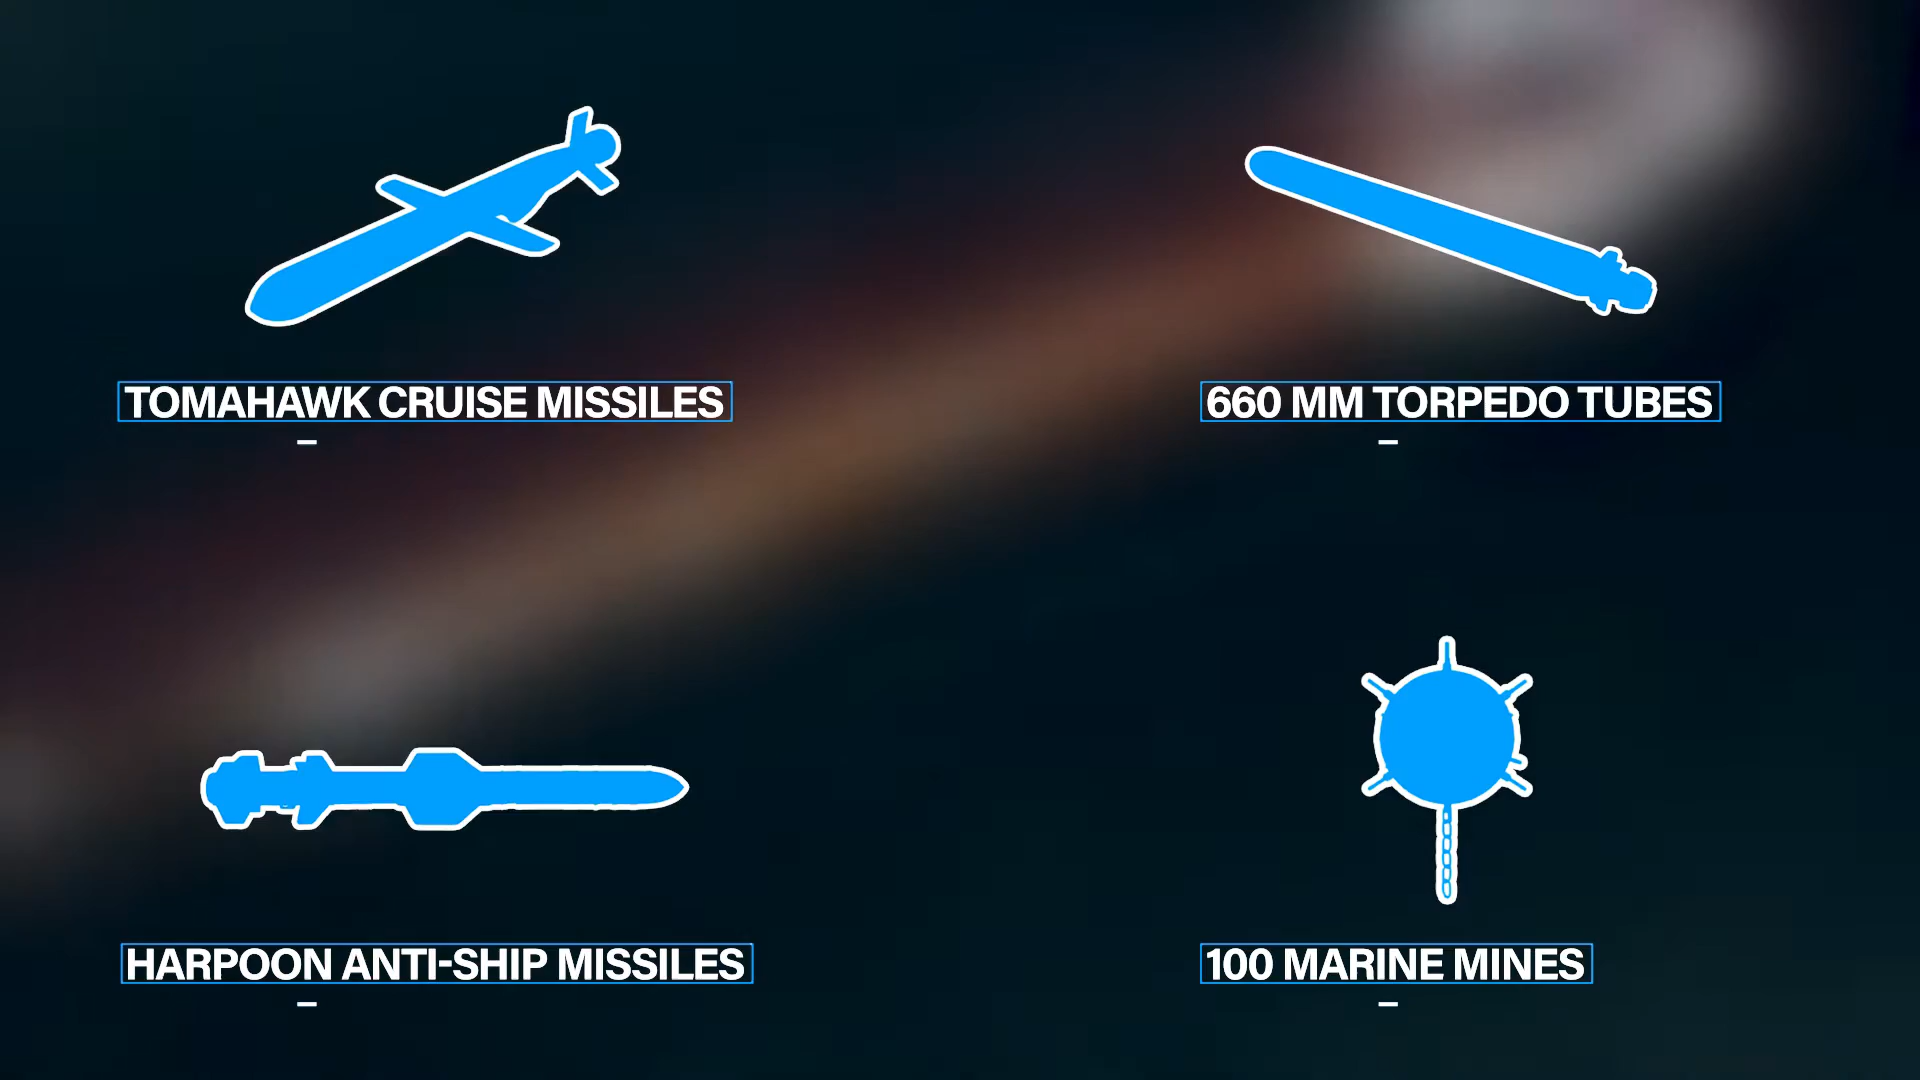 TOMAHAWK CRUISE MISSILES
–
660 MM TORPEDO TUBES
–
HARPOON ANTI-SHIP MISSILES
–
100 MARINE MINES
–